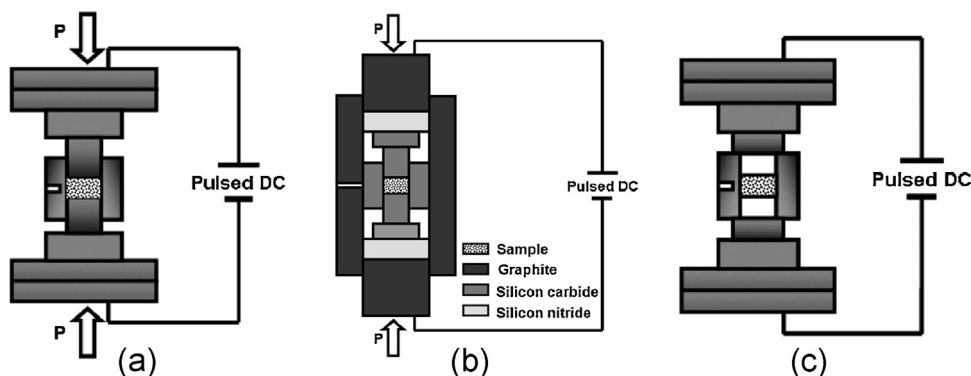 P
Pulsed DC
P
(a)
P
Pulsed DC
Sample
Graphite
Silicon carbide
Silicon nitride
P
(b)
Pulsed DC
(c)